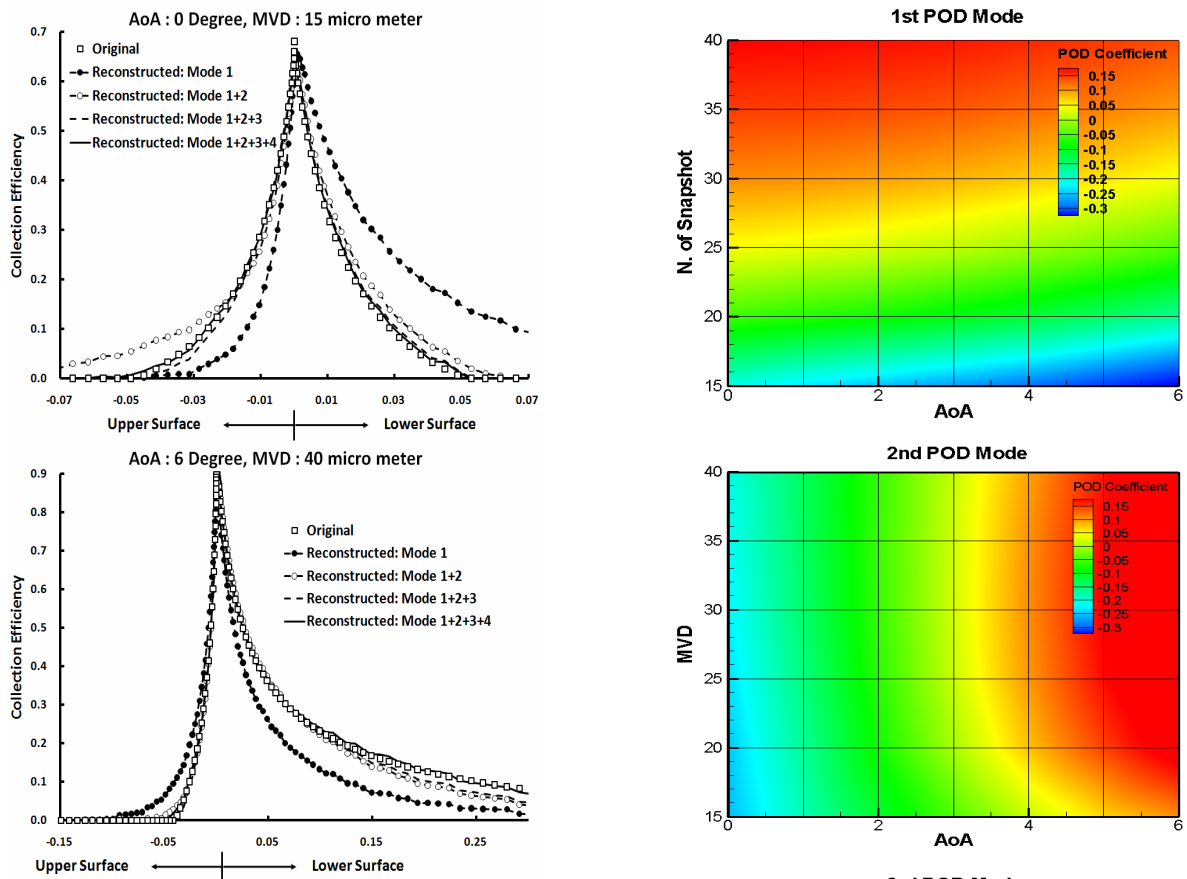 AoA : 0 Degree, MVD : 15 micro meter
0.7
0.6
0.5
0.4
0.3
0.2
0.1
0.0
Collection Efficiency
Original
Reconstructed: Mode 1
Reconstructed: Mode 1+2
Reconstructed: Mode 1+2+3
Reconstructed: Mode 1+2+3+4
-0.07 -0.05 -0.03 -0.01 0.01 0.03 0.05 0.07
Upper Surface Lower Surface
AoA : 6 Degree, MVD : 40 micro meter
0.9
0.8
0.7
0.6
0.5
0.4
0.3
0.2
0.1
0.0
Collection Efficiency
Original
Reconstructed: Mode 1
Reconstructed: Mode 1+2
Reconstructed: Mode 1+2+3
Reconstructed: Mode 1+2+3+4
-0.15 -0.05 0.05 0.15 0.25
Upper Surface Lower Surface
1st POD Mode
40
35
30
25
20
15
N. of Snapshot
POD Coefficient
0.15
0.1
0.05
0
-0.05
-0.1
-0.15
-0.2
-0.25
-0.3
0 2 4 6
AoA
2nd POD Mode
40
35
30
25
20
15
MVD
POD Coefficient
0.15
0.1
0.05
0
-0.05
-0.1
-0.15
-0.2
-0.25
-0.3
0 2 4 6
AoA